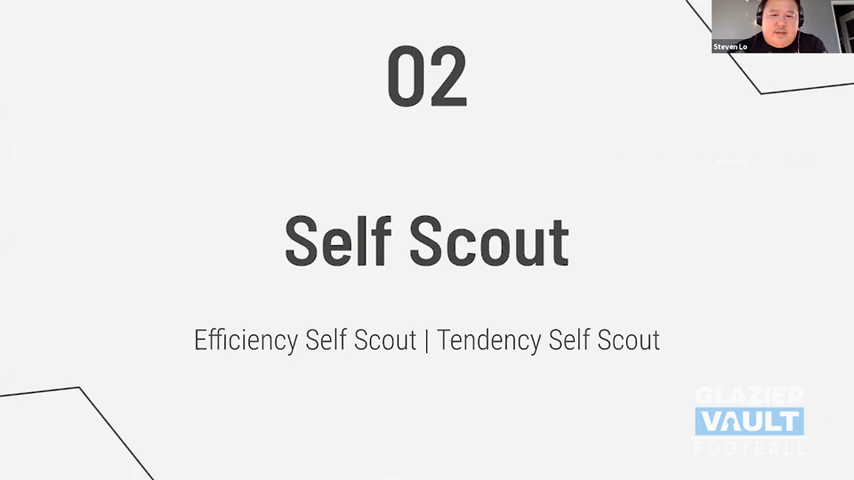 Steven Lo
02
Self Scout
Efficiency Self Scout | Tendency Self Scout
GLAZIER
VAULT
FOOTBALL